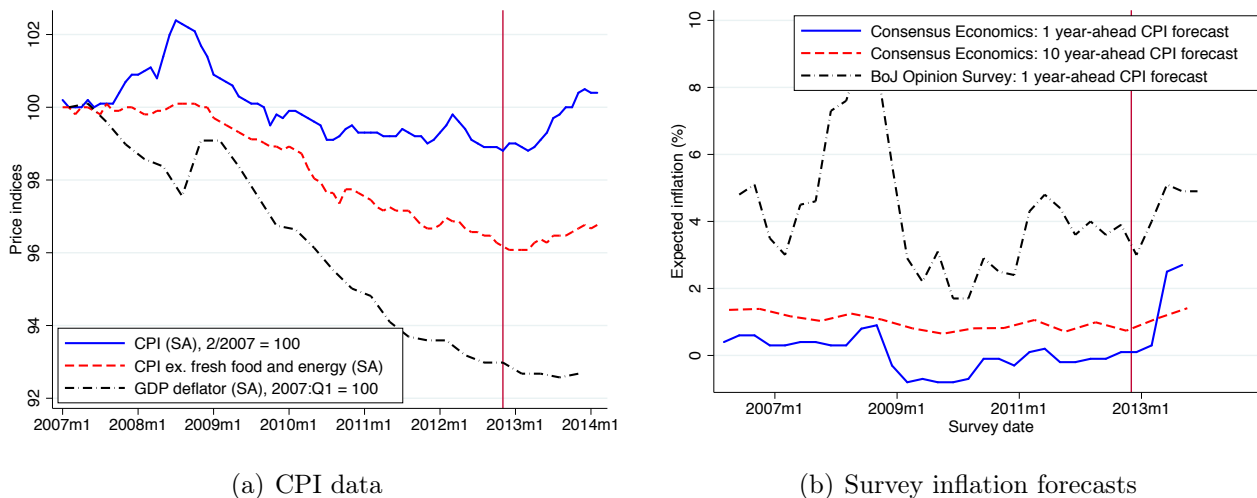 Price indices
102
100
98
96
94
92
CPI (SA), 2/2007 = 100
CPI ex. fresh food and energy (SA)
GDP deflator (SA), 2007:Q1 = 100
2007m1 2008m1 2009m1 2010m1 2011m1 2012m1 2013m1 2014m1
(a) CPI data
Expected inflation (%)
10
8
6
4
2
0
Consensus Economics: 1 year-ahead CPI forecast
Consensus Economics: 10 year-ahead CPI forecast
BoJ Opinion Survey: 1 year-ahead CPI forecast
2007m1 2009m1 2011m1 2013m1
Survey date
(b) Survey inflation forecasts